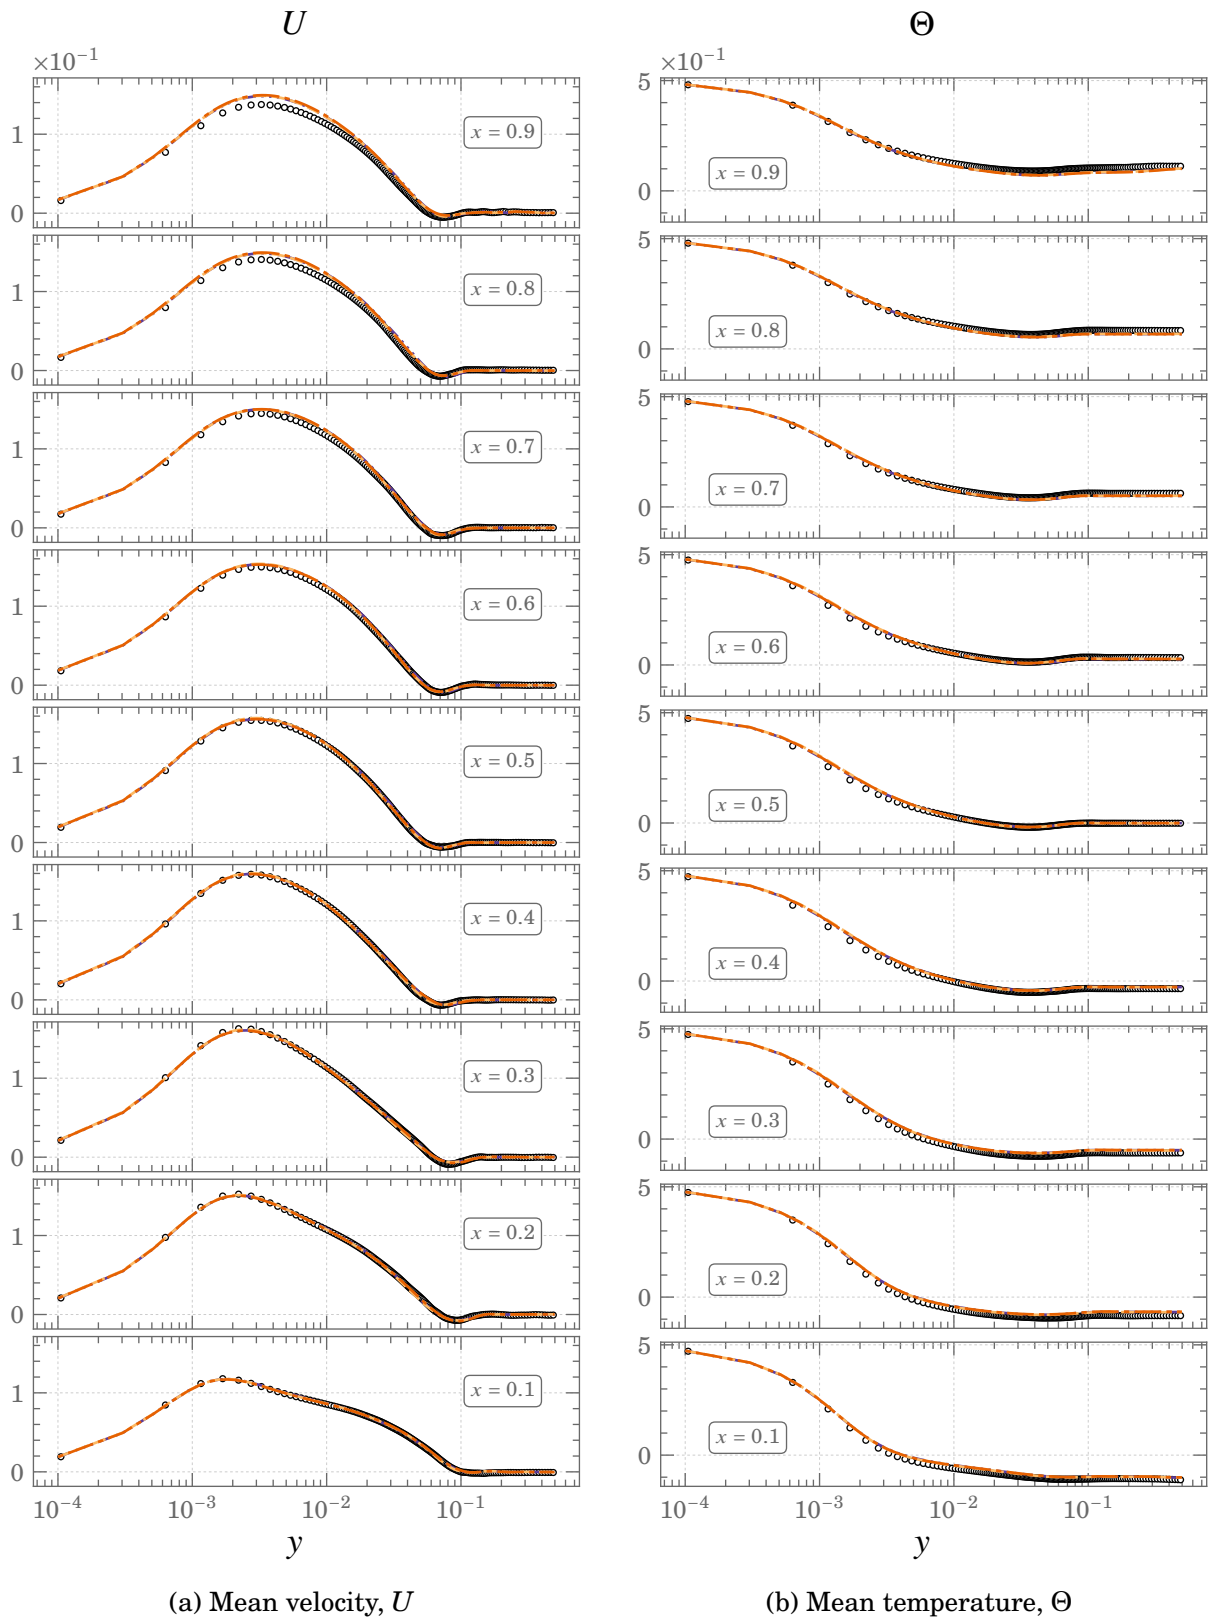 U
Θ
×10⁻¹
×10⁻¹
1
0
x = 0.9
5
0
x = 0.9
1
0
x = 0.8
5
0
x = 0.8
1
0
x = 0.7
5
0
x = 0.7
1
0
x = 0.6
5
0
x = 0.6
1
0
x = 0.5
5
0
x = 0.5
1
0
x = 0.4
5
0
x = 0.4
1
0
x = 0.3
5
0
x = 0.3
1
0
x = 0.2
5
0
x = 0.2
1
0
x = 0.1
5
0
x = 0.1
10⁻⁴ 10⁻³ 10⁻² 10⁻¹
10⁻⁴ 10⁻³ 10⁻² 10⁻¹
y
y
(a) Mean velocity, U
(b) Mean temperature, Θ